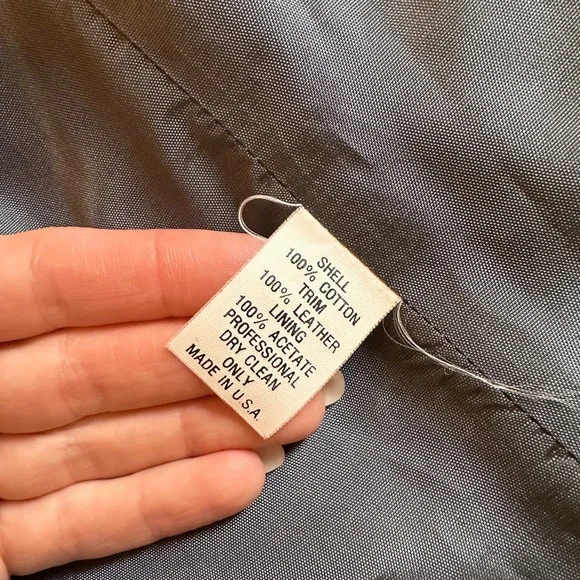 SHELL
100% COTTON
TRIM
100% LEATHER
LINING
100% ACETATE
PROFESSIONAL
DRY CLEAN
ONLY
MADE IN U.S.A.